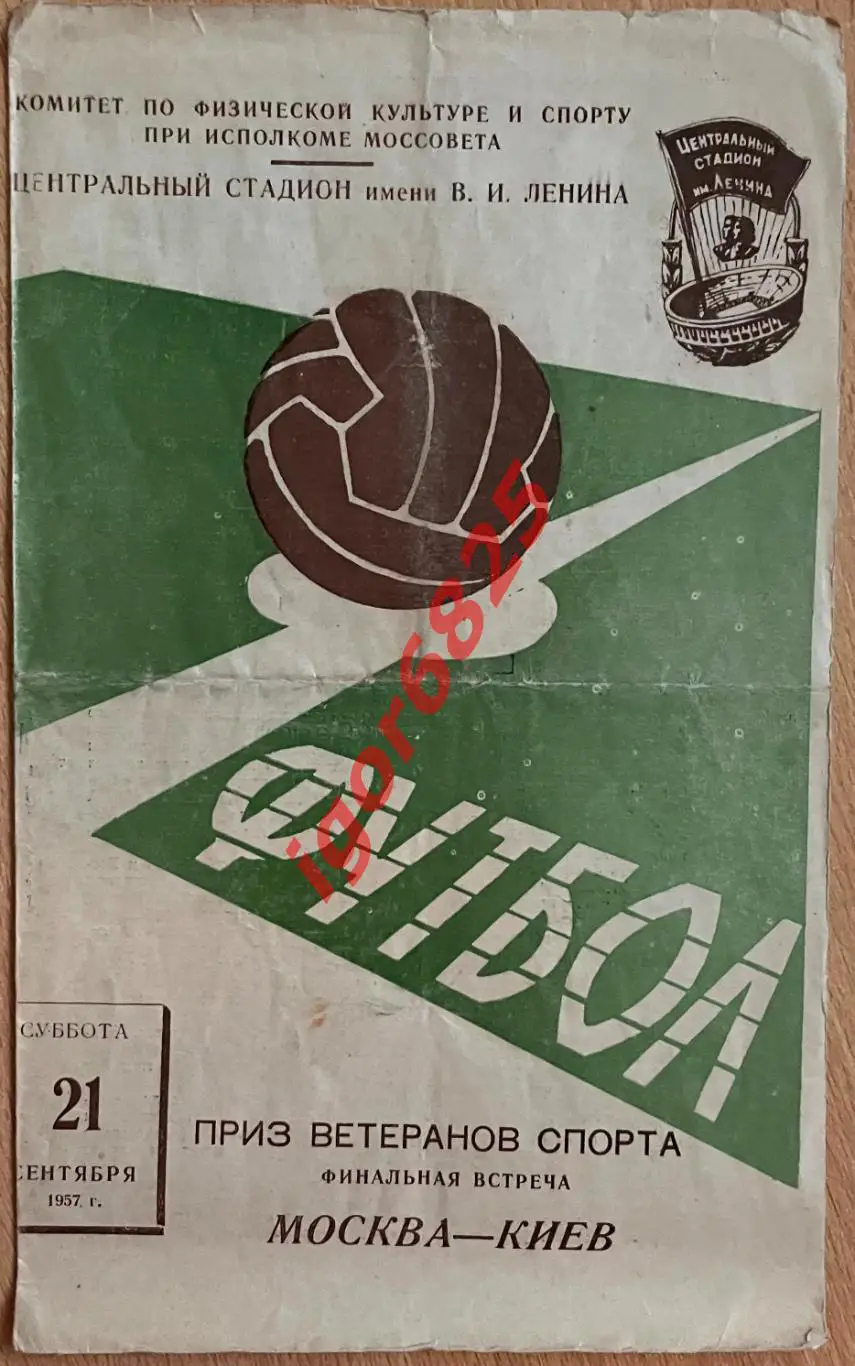 КОМИТЕТ ПО ФИЗИЧЕСКОЙ КУЛЬТУРЕ И СПОРТУ
ПРИ ИСПОЛКОМЕ МОССОВЕТА
ЦЕНТРАЛЬНЫЙ СТАДИОН имени В. И. ЛЕНИНА
ЦЕНТРАЛЬНЫЙ
СТАДИОН
им. ЛЕНИНА
igor6825
ФУТБОЛ
СУББОТА
21
СЕНТЯБРЯ
1957 г.
ПРИЗ ВЕТЕРАНОВ СПОРТА
ФИНАЛЬНАЯ ВСТРЕЧА
МОСКВА—КИЕВ